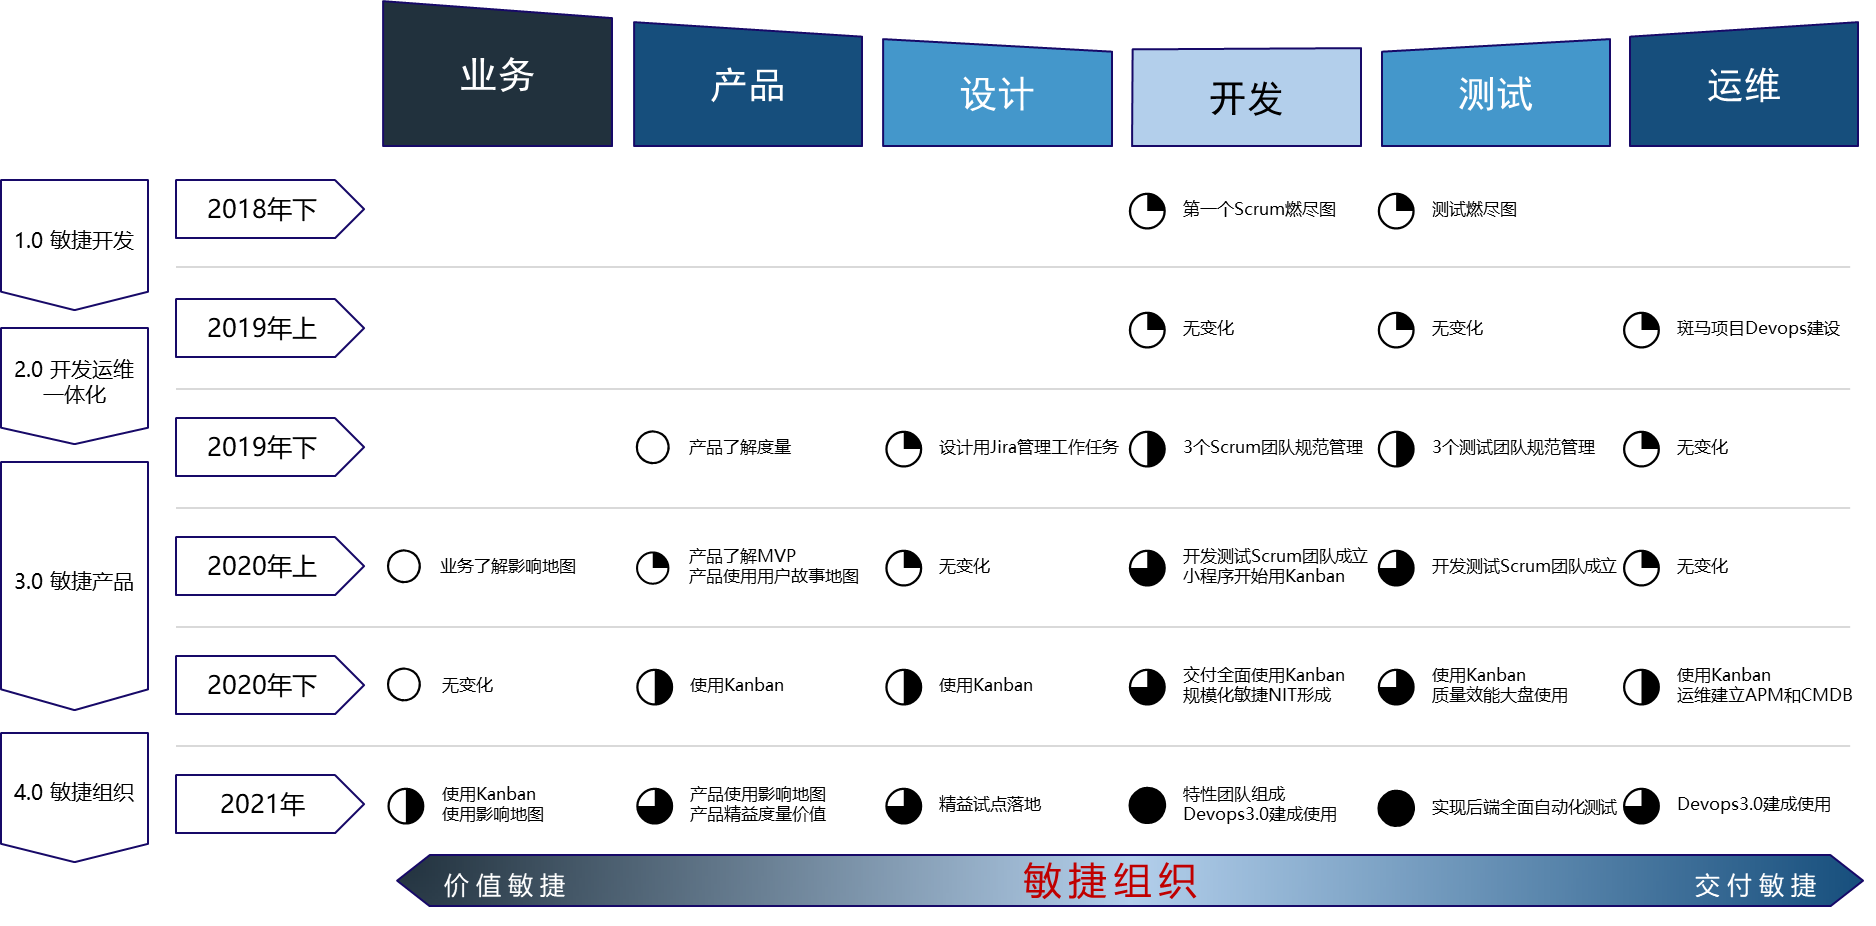 业务
产品
设计
开发
测试
运维
1.0 敏捷开发
2018年下
第一个Scrum燃尽图
测试燃尽图
2019年上
无变化
无变化
斑马项目Devops建设
2.0 开发运维
一体化
2019年下
产品了解度量
设计用Jira管理工作任务
3个Scrum团队规范管理
3个测试团队规范管理
无变化
3.0 敏捷产品
2020年上
业务了解影响地图
产品了解MVP
产品使用用户故事地图
无变化
开发测试Scrum团队成立
小程序开始用Kanban
开发测试Scrum团队成立
无变化
2020年下
无变化
使用Kanban
使用Kanban
交付全面使用Kanban
规模化敏捷NIT形成
使用Kanban
质量效能大盘使用
使用Kanban
运维建立APM和CMDB
4.0 敏捷组织
2021年
使用Kanban
使用影响地图
产品使用影响地图
产品精益度量价值
精益试点落地
特性团队组成
Devops3.0建成使用
实现后端全面自动化测试
Devops3.0建成使用
价值敏捷
敏捷组织
交付敏捷